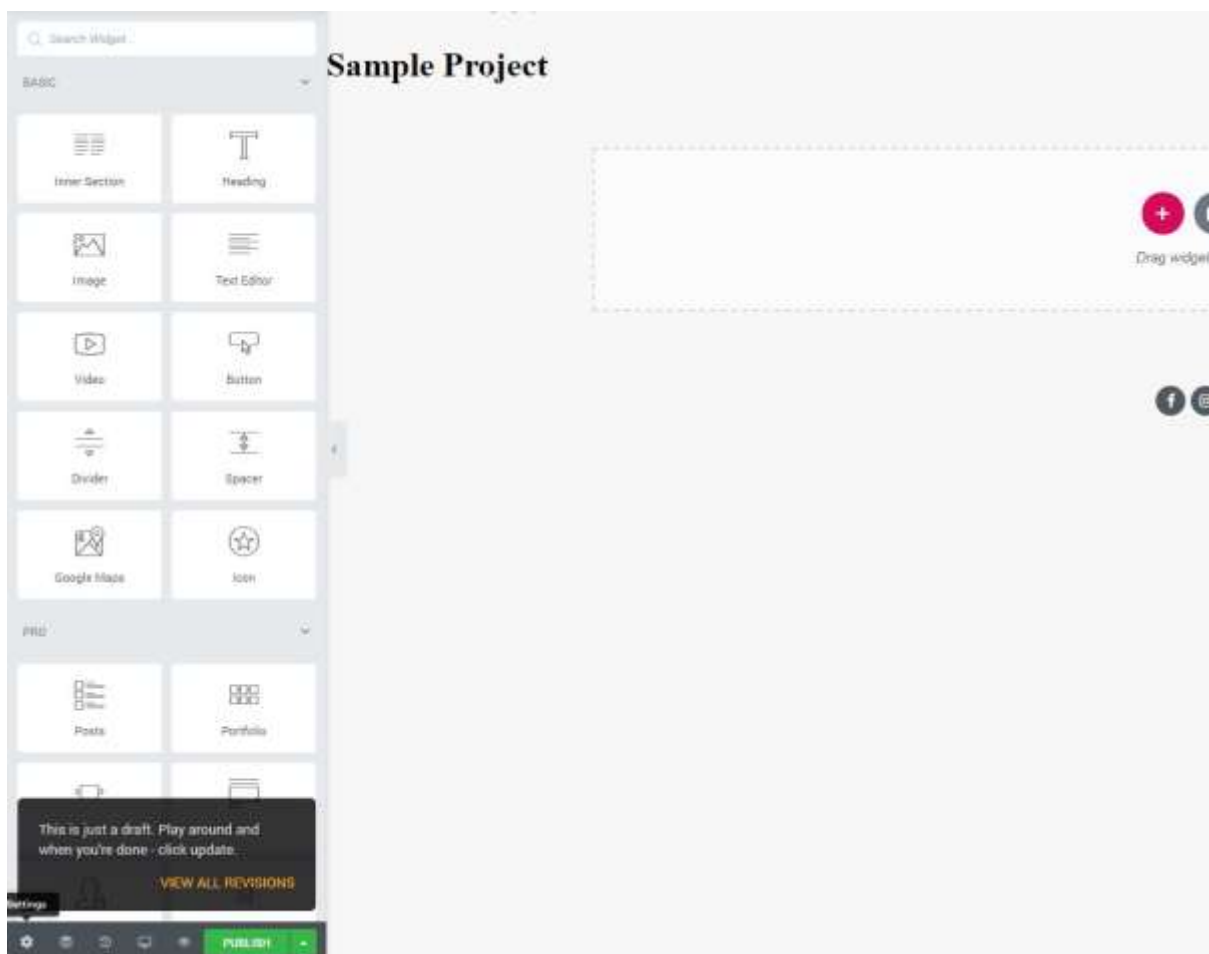 Search Widget...
Sample Project
BASIC
Inner Section
Heading
Image
Text Editor
Video
Button
Divider
Spacer
Google Maps
Icon
PRO
Posts
Portfolio
This is just a draft. Play around and
when you're done - click update.
VIEW ALL REVISIONS
Settings
PUBLISH
Drag widget